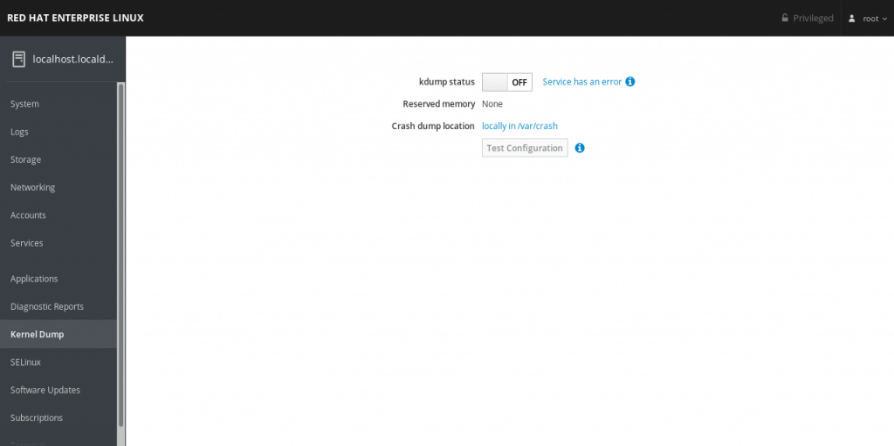 RED HAT ENTERPRISE LINUX
Privileged
root
localhost.locald...
System
Logs
Storage
Networking
Accounts
Services
Applications
Diagnostic Reports
Kernel Dump
SELinux
Software Updates
Subscriptions
kdump status OFF Service has an error
Reserved memory None
Crash dump location locally in /var/crash
Test Configuration